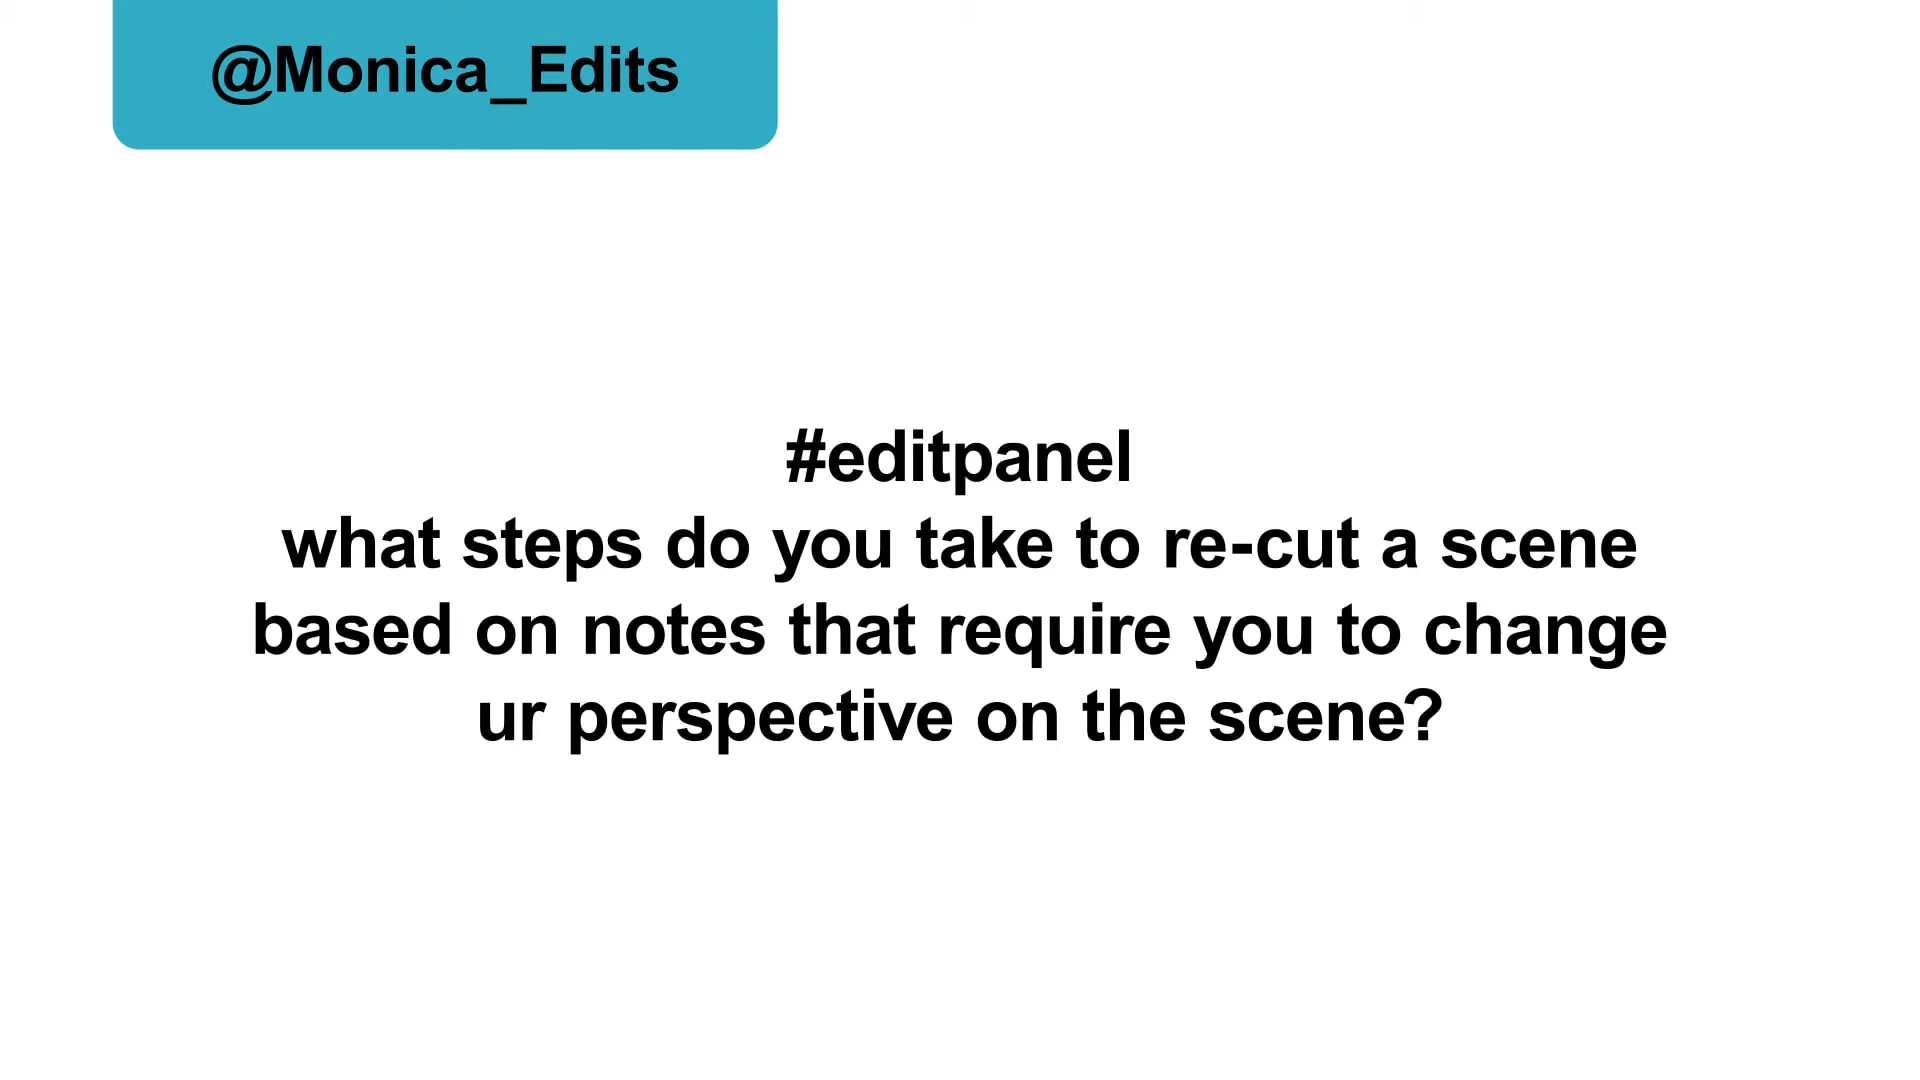 @Monica_Edits
#editpanel
what steps do you take to re-cut a scene
based on notes that require you to change
ur perspective on the scene?